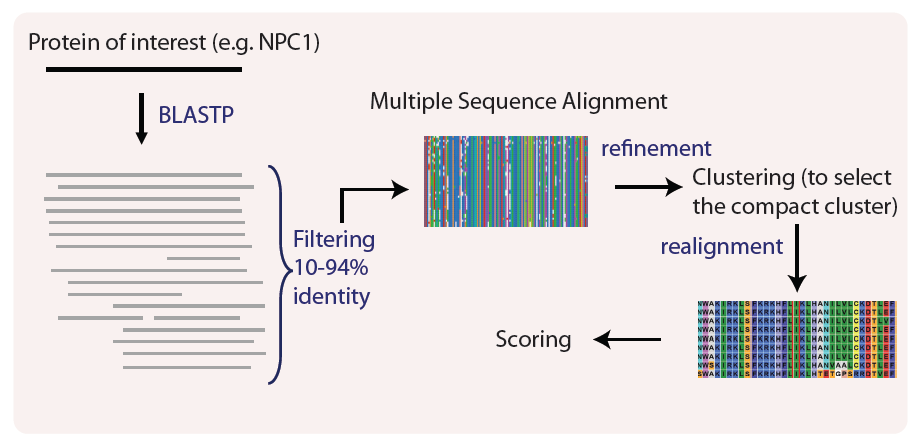 Protein of interest (e.g. NPC1)
BLASTP
Filtering
10-94%
identity
Multiple Sequence Alignment
refinement
Clustering (to select
the compact cluster)
realignment
Scoring